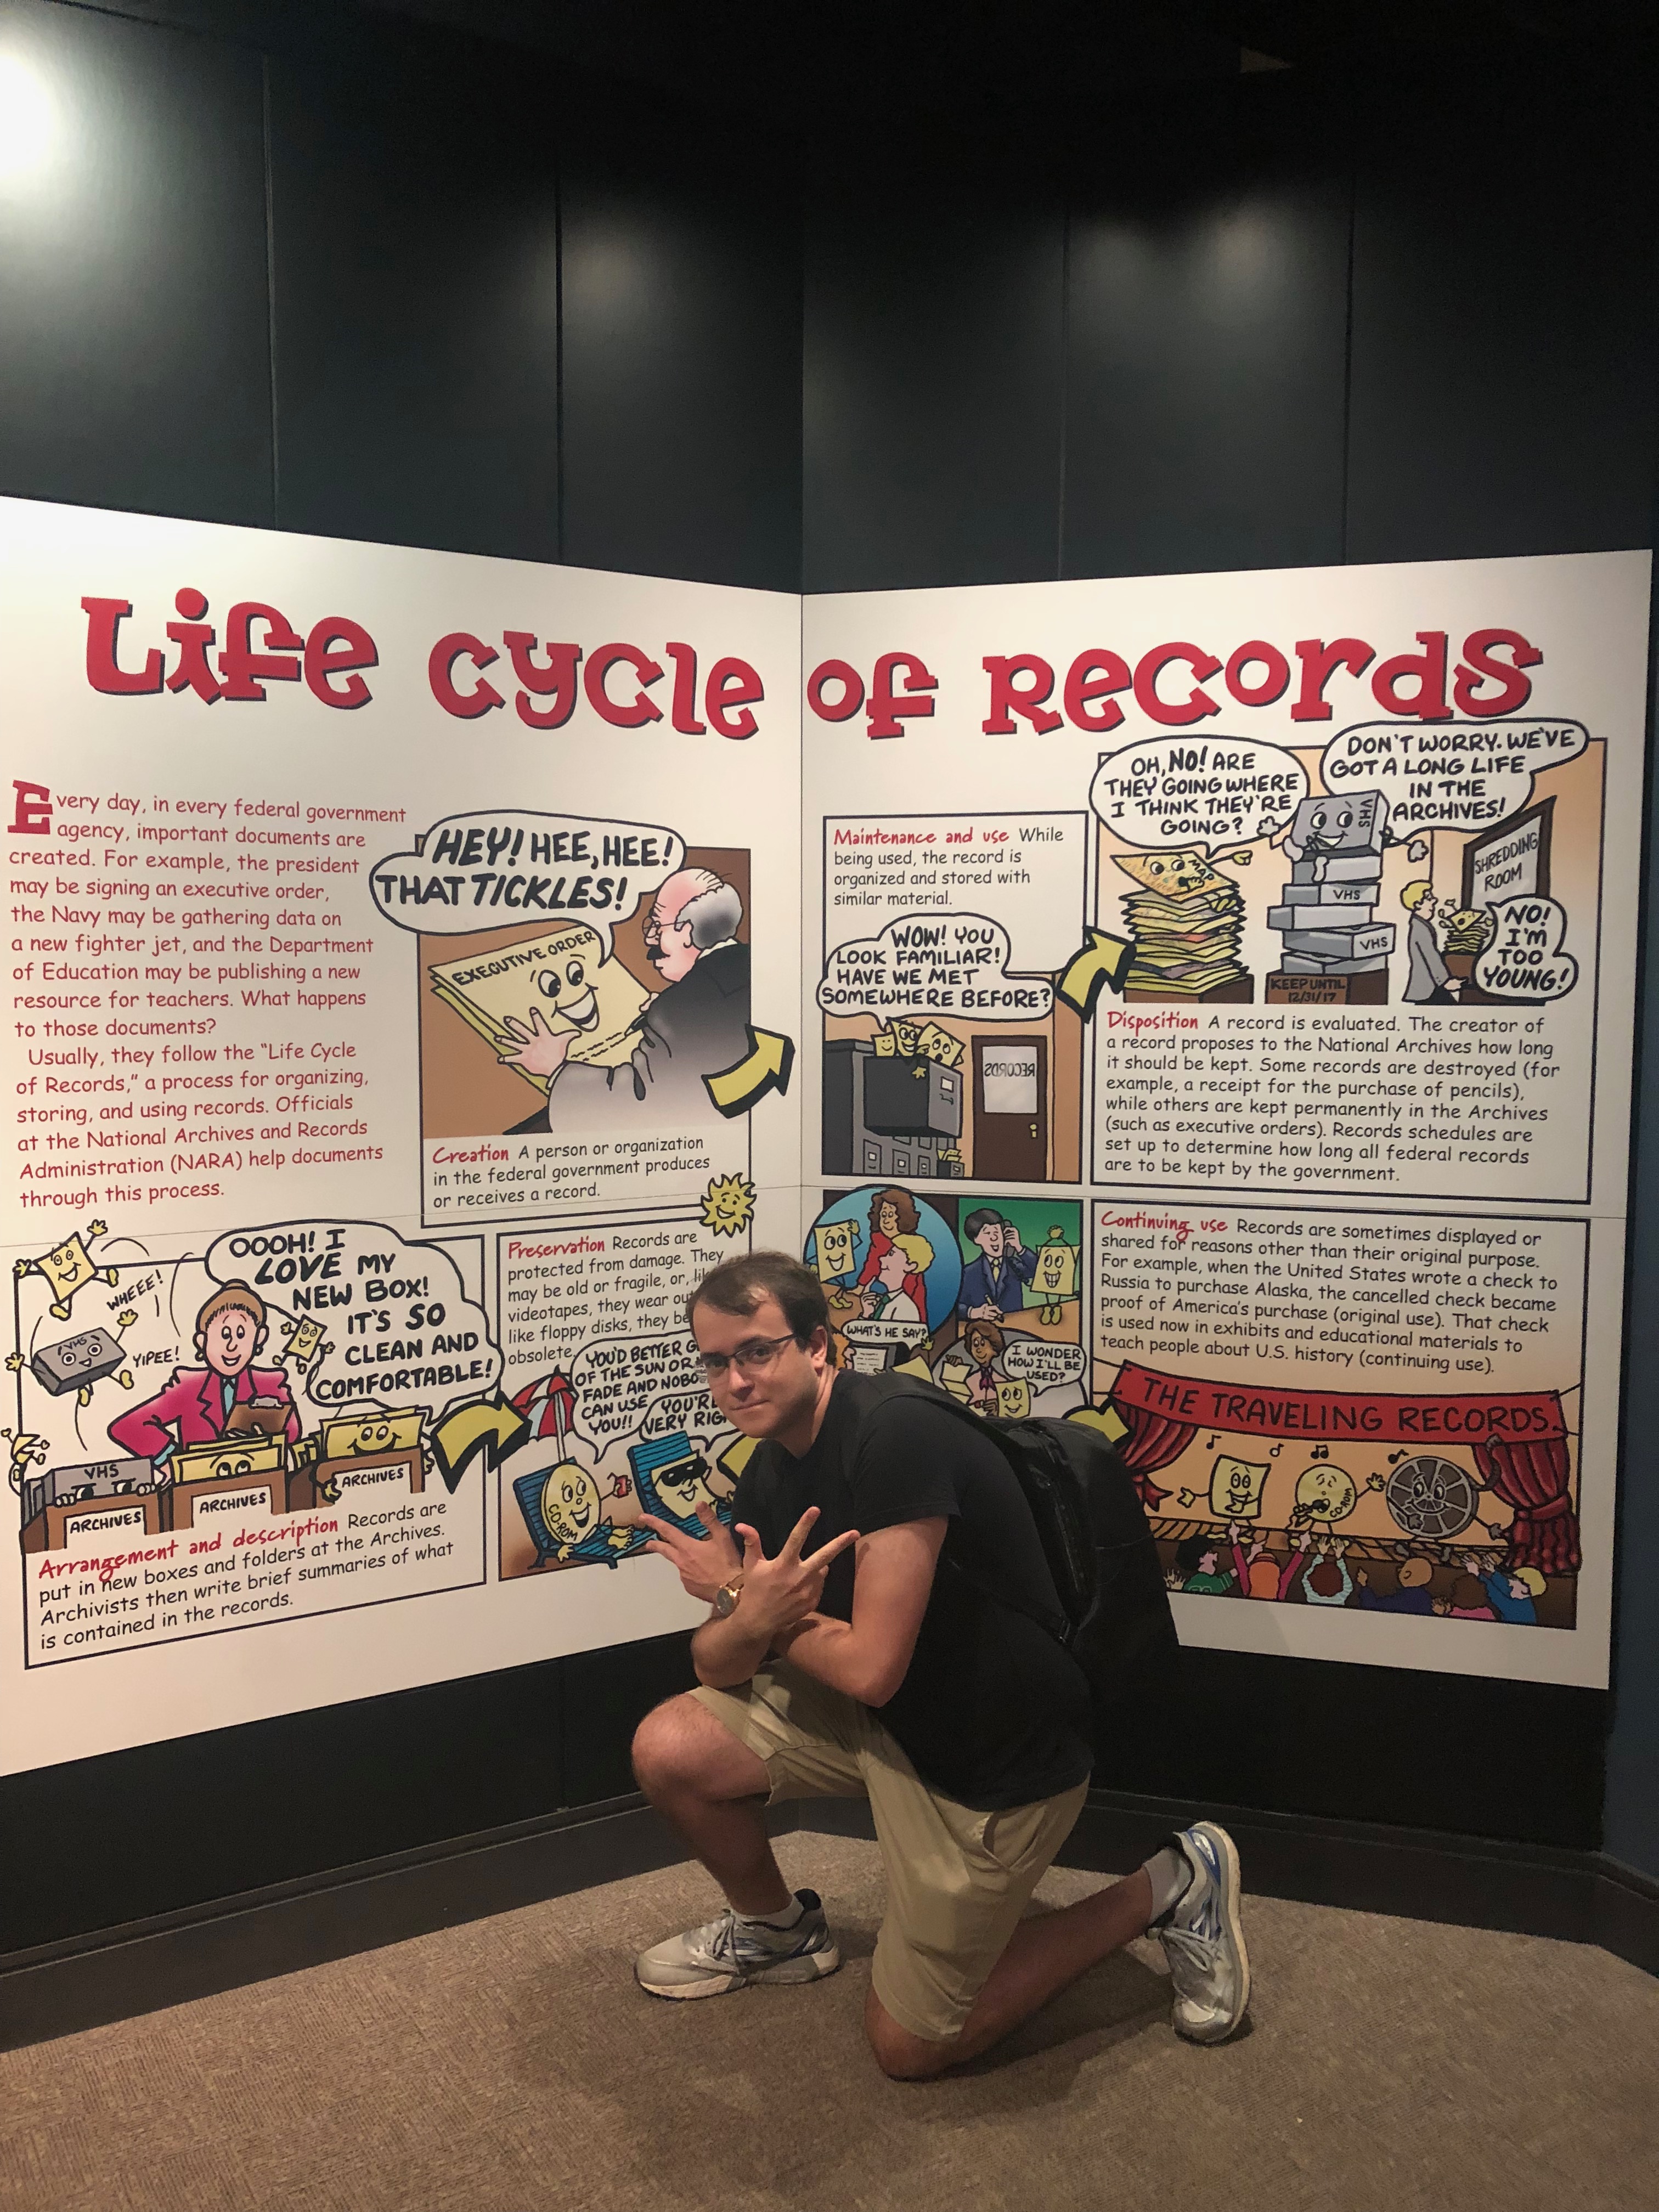 Life cycle of Records
Every day, in every federal government
agency, important documents are
created. For example, the president
may be signing an executive order,
the Navy may be gathering data on
a new fighter jet, and the Department
of Education may be publishing a new
resource for teachers. What happens
to those documents?
Usually, they follow the “Life Cycle
of Records,” a process for organizing,
storing, and using records. Officials
at the National Archives and Records
Administration (NARA) help documents
through this process.
HEY! HEE, HEE!
THAT TICKLES!
EXECUTIVE ORDER
Creation A person or organization
in the federal government produces
or receives a record.
Maintenance and use While
being used, the record is
organized and stored with
similar material.
WOW! YOU
LOOK FAMILIAR!
HAVE WE MET
SOMEWHERE BEFORE?
RECORDS
OH, NO! ARE
THEY GOING WHERE
I THINK THEY'RE
GOING?
DON'T WORRY. WE'VE
GOT A LONG LIFE
IN THE
ARCHIVES!
MAP
VHS
VHS
VHS
KEEP UNTIL
12/31/17
SHREDDING
ROOM
NO!
I'M
TOO
YOUNG!
Disposition A record is evaluated. The creator of
a record proposes to the National Archives how long
it should be kept. Some records are destroyed (for
example, a receipt for the purchase of pencils),
while others are kept permanently in the Archives
(such as executive orders). Records schedules are
set up to determine how long all federal records
are to be kept by the government.
WHEEE!
YIPEE!
VHS
OOOH! I
LOVE MY
NEW BOX!
IT'S SO
CLEAN AND
COMFORTABLE!
VHS
ARCHIVES
ARCHIVES
ARCHIVES
Arrangement and description Records are
put in new boxes and folders at the Archives.
Archivists then write brief summaries of what
is contained in the records.
Preservation Records are
protected from damage. They
may be old or fragile, or,
videotapes, they wear
like floppy disks, they
obsolete.
YOU'D BETTER
OF THE SUN OR
FADE AND
CAN USE
YOU!!
VERY
CD-ROM
WHAT'S HE SAY?
I WONDER
HOW I'LL BE
USED?
Continuing use Records are sometimes displayed or
shared for reasons other than their original purpose.
For example, when the United States wrote a check to
Russia to purchase Alaska, the cancelled check became
proof of America's purchase (original use). That check
is used now in exhibits and educational materials to
teach people about U.S. history (continuing use).
THE TRAVELING RECORDS.
CD-ROM